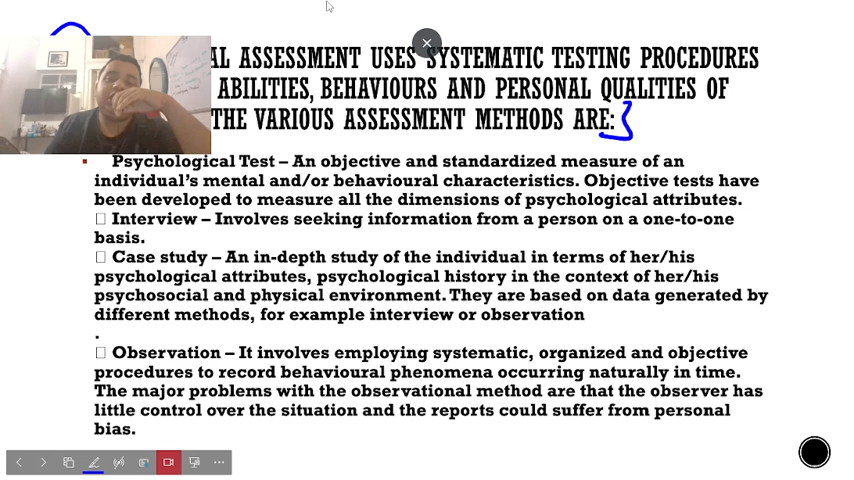 AL ASSESSMENT USES SYSTEMATIC TESTING PROCEDURES
ABILITIES, BEHAVIOURS AND PERSONAL QUALITIES OF
THE VARIOUS ASSESSMENT METHODS ARE:
Psychological Test – An objective and standardized measure of an
individual's mental and/or behavioural characteristics. Objective tests have
been developed to measure all the dimensions of psychological attributes.
Interview – Involves seeking information from a person on a one-to-one
basis.
Case study – An in-depth study of the individual in terms of her/his
psychological attributes, psychological history in the context of her/his
psychosocial and physical environment. They are based on data generated by
different methods, for example interview or observation
.
Observation – It involves employing systematic, organized and objective
procedures to record behavioural phenomena occurring naturally in time.
The major problems with the observational method are that the observer has
little control over the situation and the reports could suffer from personal
bias.